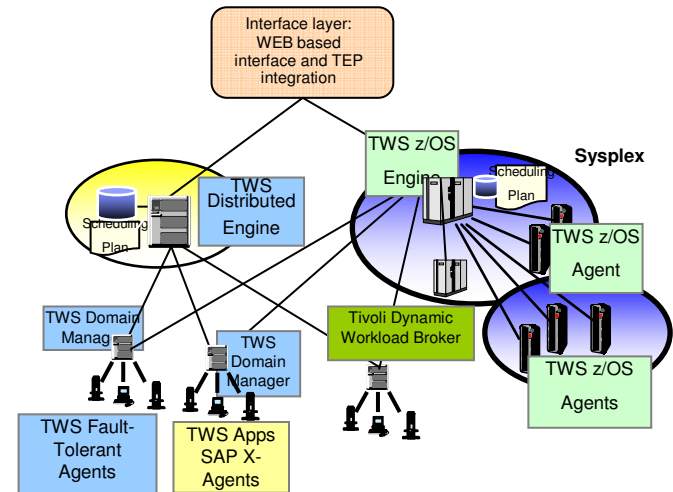 Interface layer:
WEB based
interface and TEP
integration
TWS z/OS
Engine
Sysplex
Scheduling
Plan
TWS
Distributed
Engine
Scheduling
Plan
TWS z/OS
Agent
TWS Domain
Manag
TWS
Domain
Manager
Tivoli Dynamic
Workload Broker
TWS z/OS
Agents
TWS Fault-
Tolerant
Agents
TWS Apps
SAP X-
Agents